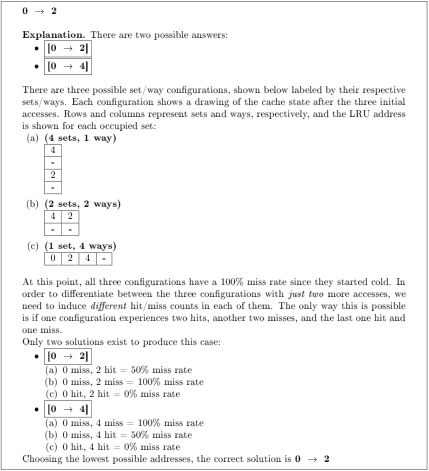 0 → 2
Explanation. There are two possible answers:
• [0 → 2]
• [0 → 4]
There are three possible set/way configurations, shown below labeled by their respective
sets/ways. Each configuration shows a drawing of the cache state after the three initial
accesses. Rows and columns represent sets and ways, respectively, and the LRU address
is shown for each occupied set:
(a) (4 sets, 1 way)
4
-
2
-
(b) (2 sets, 2 ways)
4 2
- -
(c) (1 set, 4 ways)
0 2 4 -
At this point, all three configurations have a 100% miss rate since they started cold. In
order to differentiate between the three configurations with just two more accesses, we
need to induce different hit/miss counts in each of them. The only way this is possible
is if one configuration experiences two hits, another two misses, and the last one hit and
one miss.
Only two solutions exist to produce this case:
• [0 → 2]
(a) 0 miss, 2 hit = 50% miss rate
(b) 0 miss, 2 miss = 100% miss rate
(c) 0 hit, 2 hit = 0% miss rate
• [0 → 4]
(a) 0 miss, 4 miss = 100% miss rate
(b) 0 miss, 4 hit = 50% miss rate
(c) 0 hit, 4 hit = 0% miss rate
Choosing the lowest possible addresses, the correct solution is 0 → 2